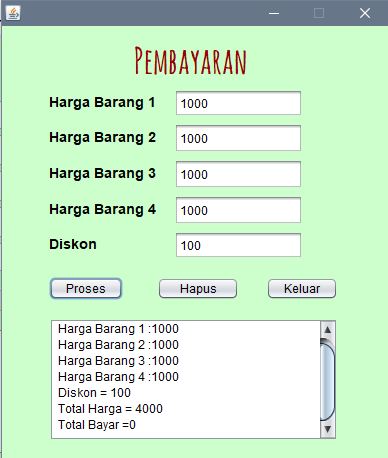 PEMBAYARAN
Harga Barang 1 1000
Harga Barang 2 1000
Harga Barang 3 1000
Harga Barang 4 1000
Diskon 100
Proses Hapus Keluar
Harga Barang 1 :1000
Harga Barang 2 :1000
Harga Barang 3 :1000
Harga Barang 4 :1000
Diskon = 100
Total Harga = 4000
Total Bayar =0